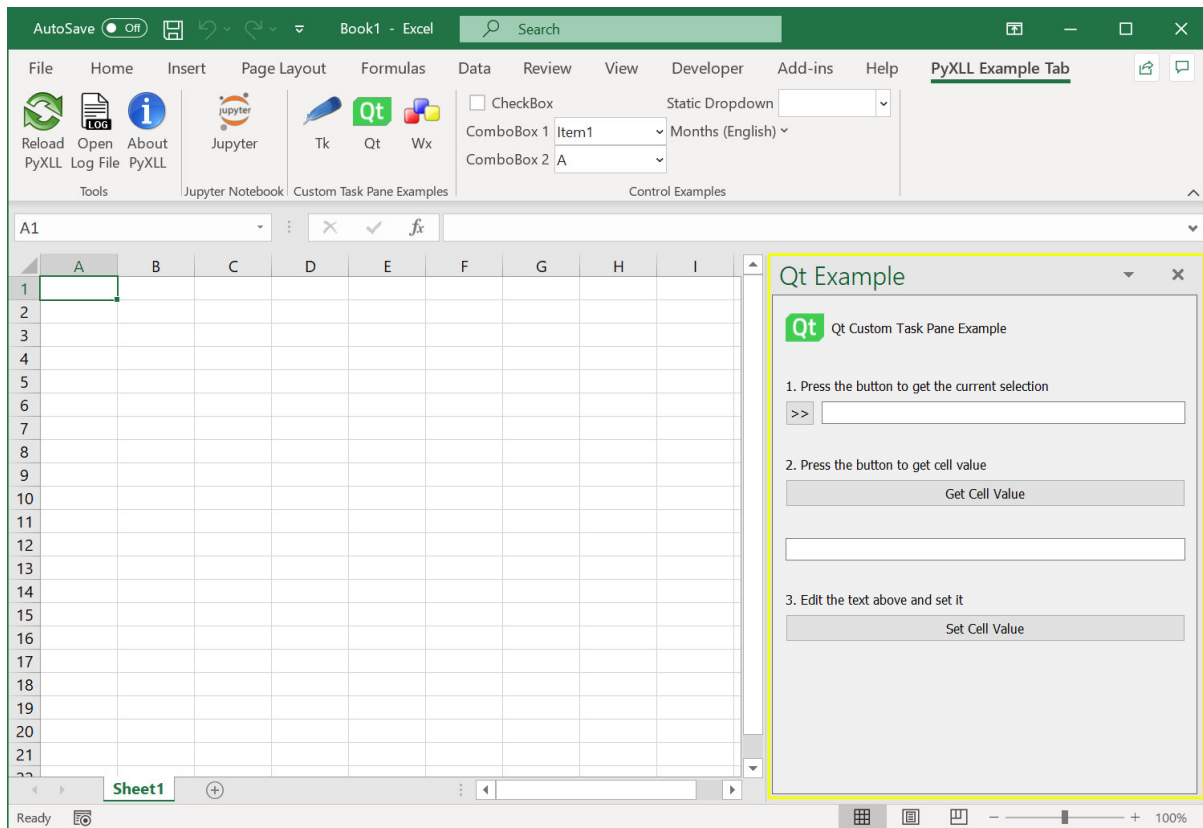 AutoSave Off Book1 - Excel Search
File Home Insert Page Layout Formulas Data Review View Developer Add-ins Help PyXLL Example Tab
Reload PyXLL
LOG
Open Log File
About PyXLL
Tools
jupyter
Jupyter
Jupyter Notebook
Tk
Qt
Qt
Wx
Custom Task Pane Examples
CheckBox
ComboBox 1 Item1
ComboBox 2 A
Static Dropdown
Months (English)
Control Examples
A1 fx
A B C D E F G H I
1
2
3
4
5
6
7
8
9
10
11
12
13
14
15
16
17
18
19
20
21
22
Qt Example
Qt Qt Custom Task Pane Example
1. Press the button to get the current selection
>>
2. Press the button to get cell value
Get Cell Value
3. Edit the text above and set it
Set Cell Value
Sheet1
Ready 100%